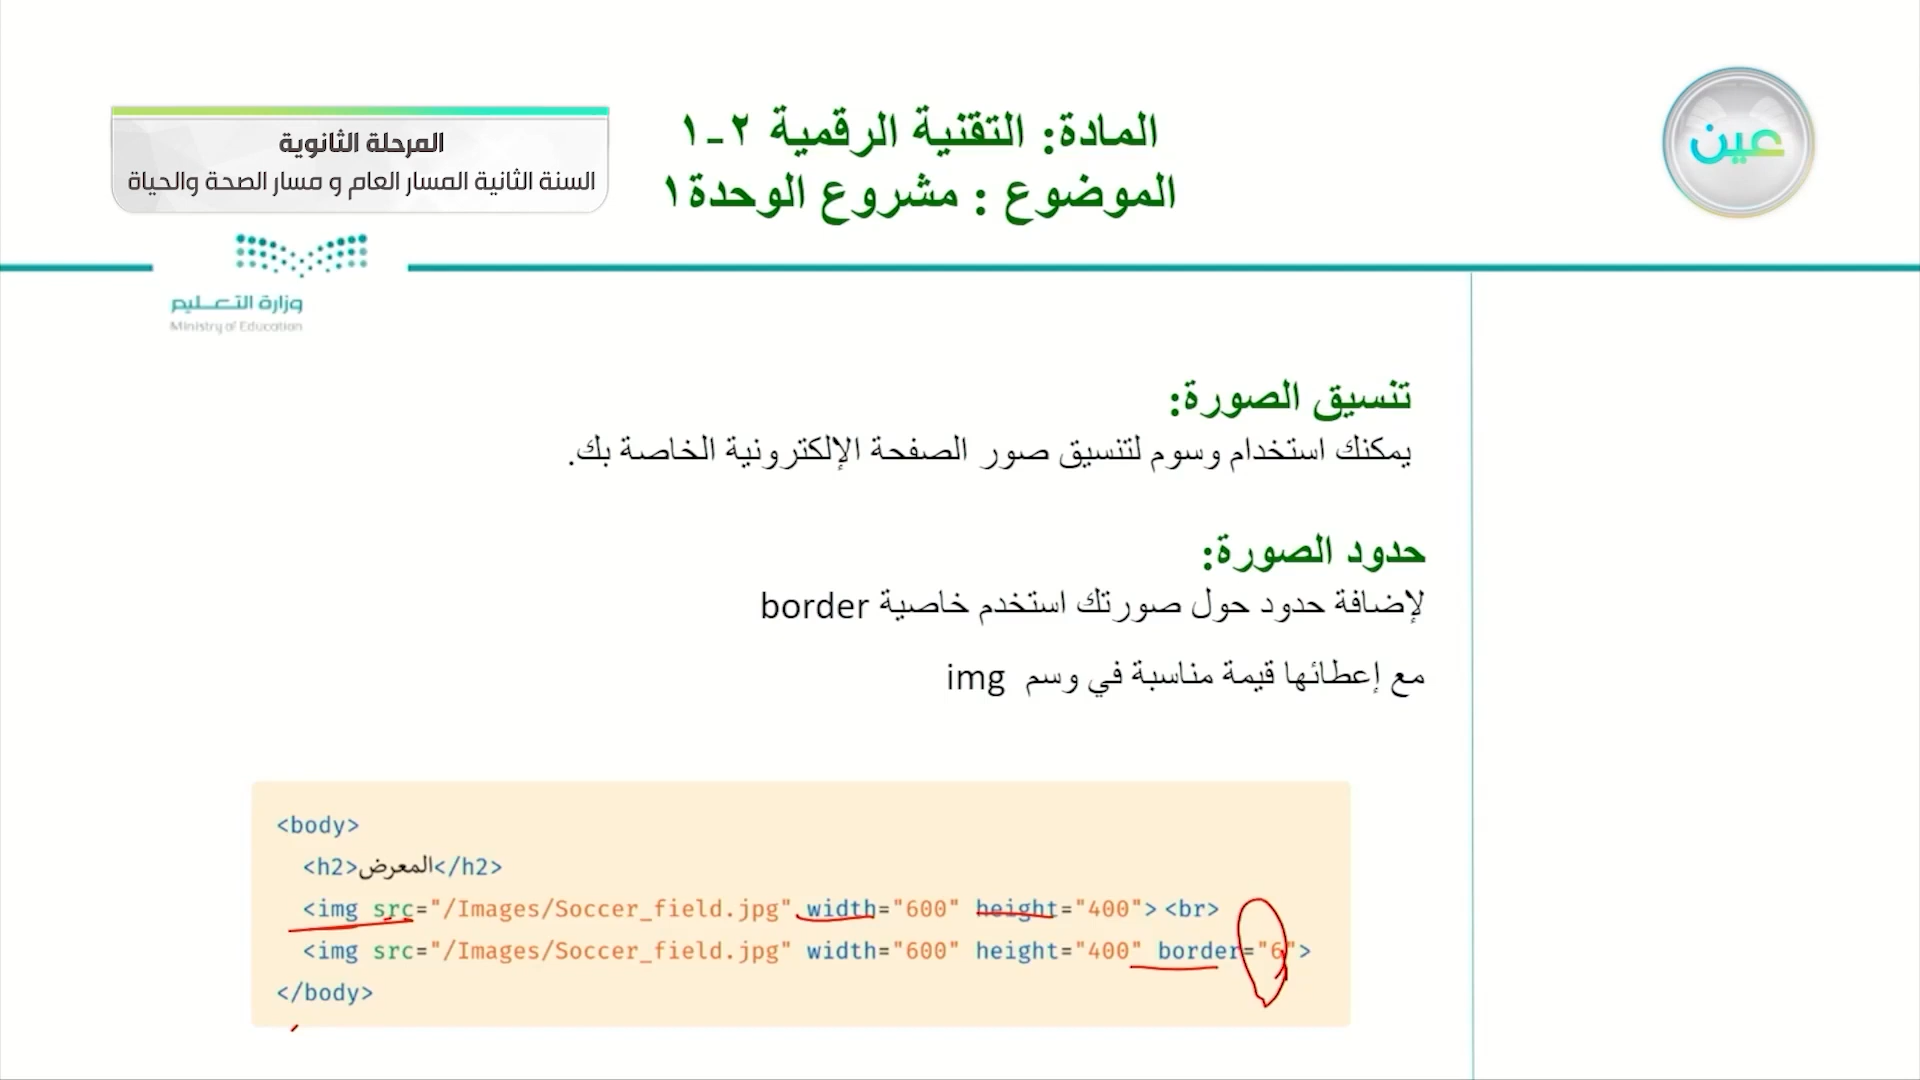 المرحلة الثانوية
السنة الثانية المسار العام و مسار الصحة والحياة
المادة: التقنية الرقمية ٢-١
الموضوع : مشروع الوحدة١
عين
وزارة التعليم
Ministry of Education
تنسيق الصورة:
يمكنك استخدام وسوم لتنسيق صور الصفحة الإلكترونية الخاصة بك.
حدود الصورة:
لإضافة حدود حول صورتك استخدم خاصية border
مع إعطائها قيمة مناسبة في وسم img
<body>
<h2>المعرض</h2>
<img src="/Images/Soccer_field.jpg" width="600" height="400"><br>
<img src="/Images/Soccer_field.jpg" width="600" height="400" border="6">
</body>